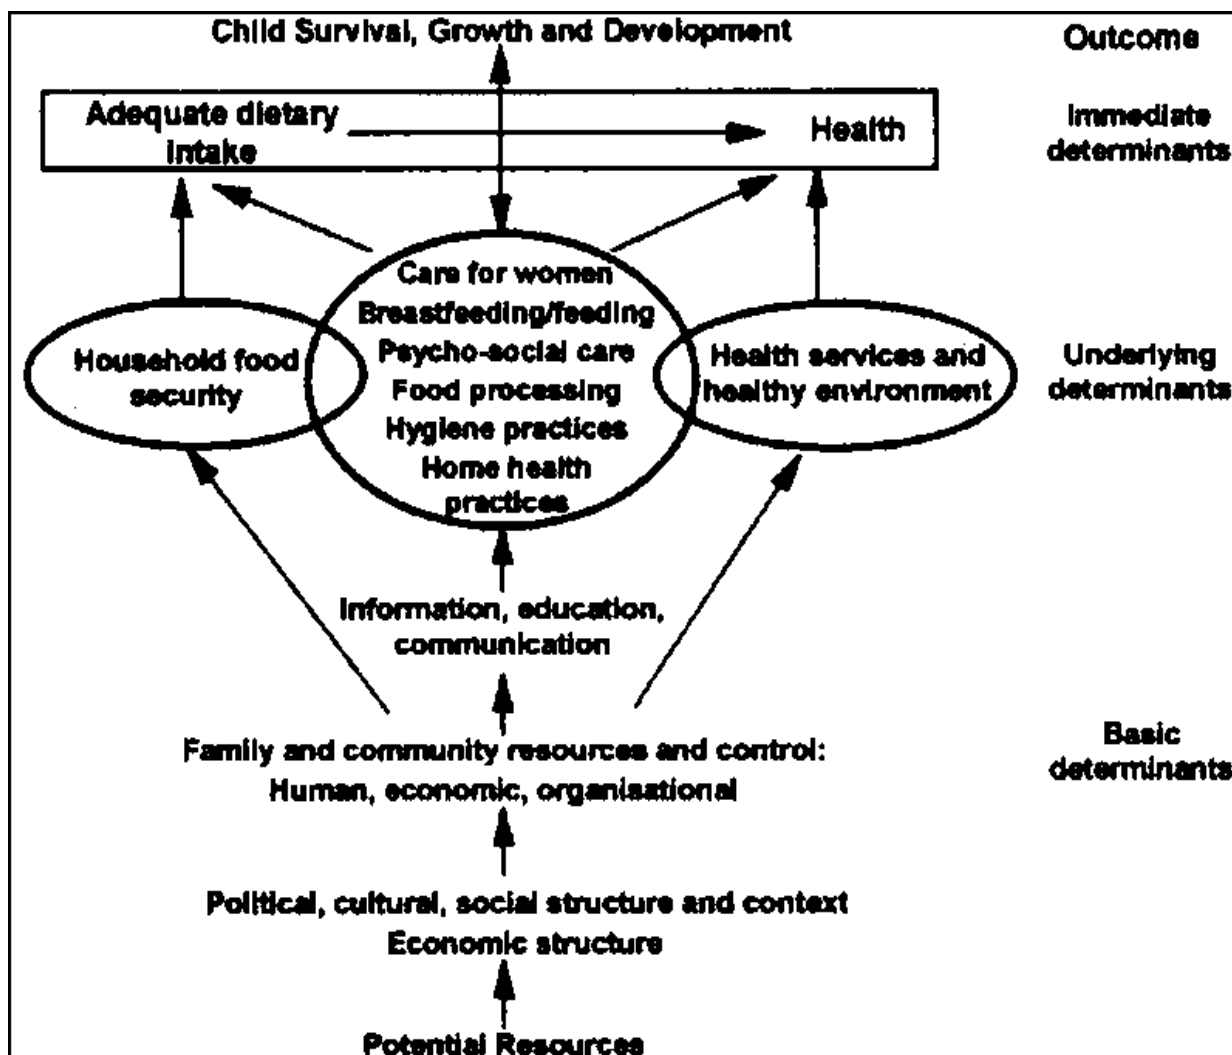 Child Survival, Growth and Development
Outcome
Adequate dietary
intake
Health
Immediate
determinants
Care for women
Breastfeeding/feeding
Psycho-social care
Food processing
Hygiene practices
Home health
practices
Household food
security
Health services and
healthy environment
Underlying
determinants
Information, education,
communication
Family and community resources and control:
Human, economic, organisational
Basic
determinants
Political, cultural, social structure and context
Economic structure
Potential Resources